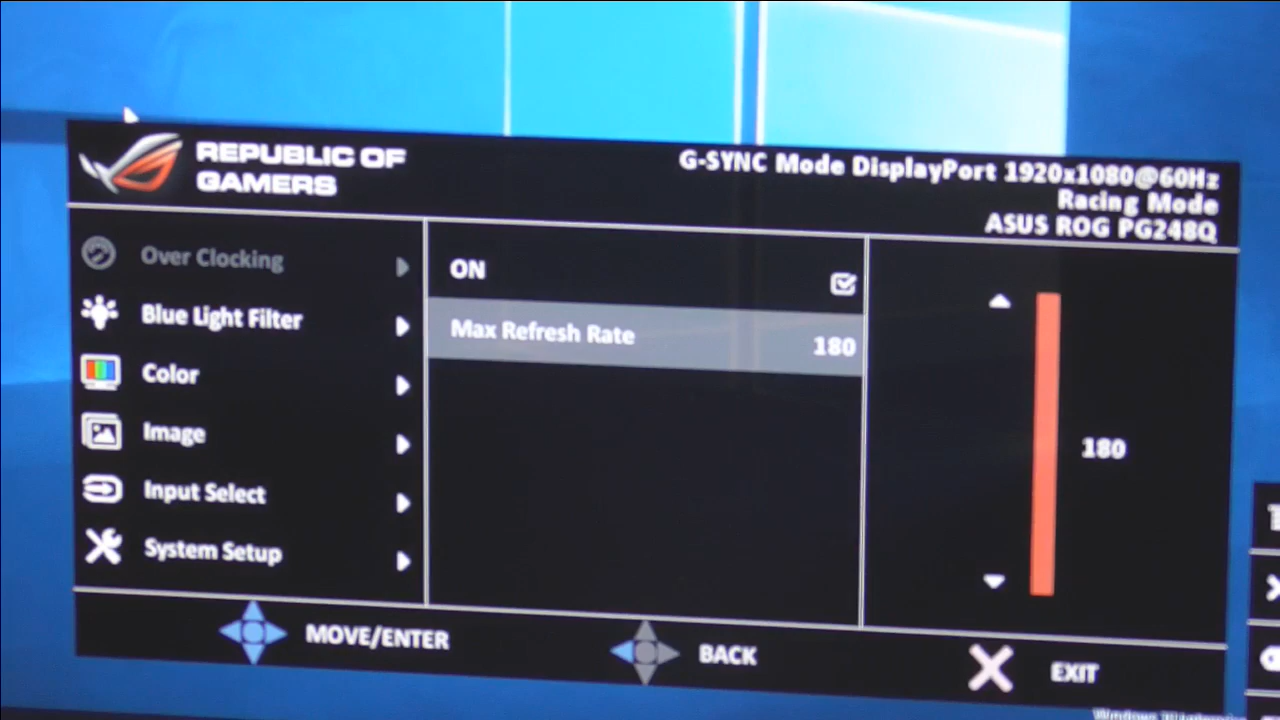 REPUBLIC OF
GAMERS
G-SYNC Mode DisplayPort 1920x1080@60Hz
Racing Mode
ASUS ROG PG248Q
Over Clocking
Blue Light Filter
Color
Image
Input Select
System Setup
ON
Max Refresh Rate 180
180
MOVE/ENTER
BACK
EXIT